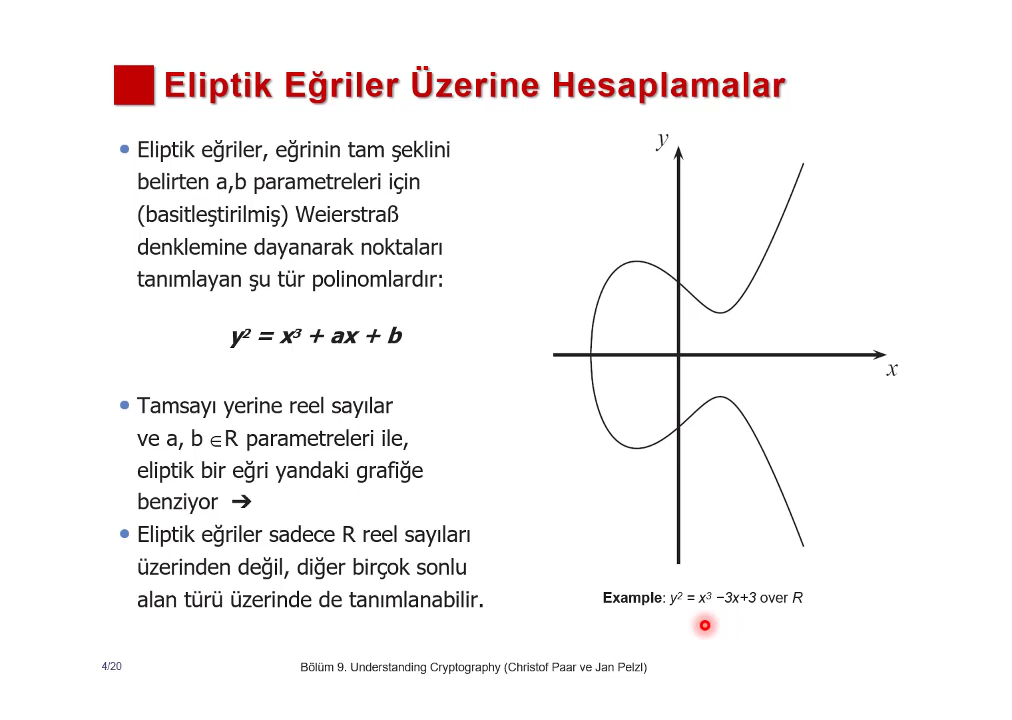 Eliptik Eğriler Üzerine Hesaplamalar
• Eliptik eğriler, eğrinin tam şeklini
belirten a,b parametreleri için
(basitleştirilmiş) Weierstraß
denklemine dayanarak noktaları
tanımlayan şu tür polinomlardır:
y² = x³ + ax + b
• Tamsayı yerine reel sayılar
ve a, b ∈R parametreleri ile,
eliptik bir eğri yandaki grafiğe
benziyor ➔
• Eliptik eğriler sadece R reel sayıları
üzerinden değil, diğer birçok sonlu
alan türü üzerinde de tanımlanabilir.
y
x
Example: y² = x³ −3x+3 over R
4/20
Bölüm 9. Understanding Cryptography (Christof Paar ve Jan Pelzl)